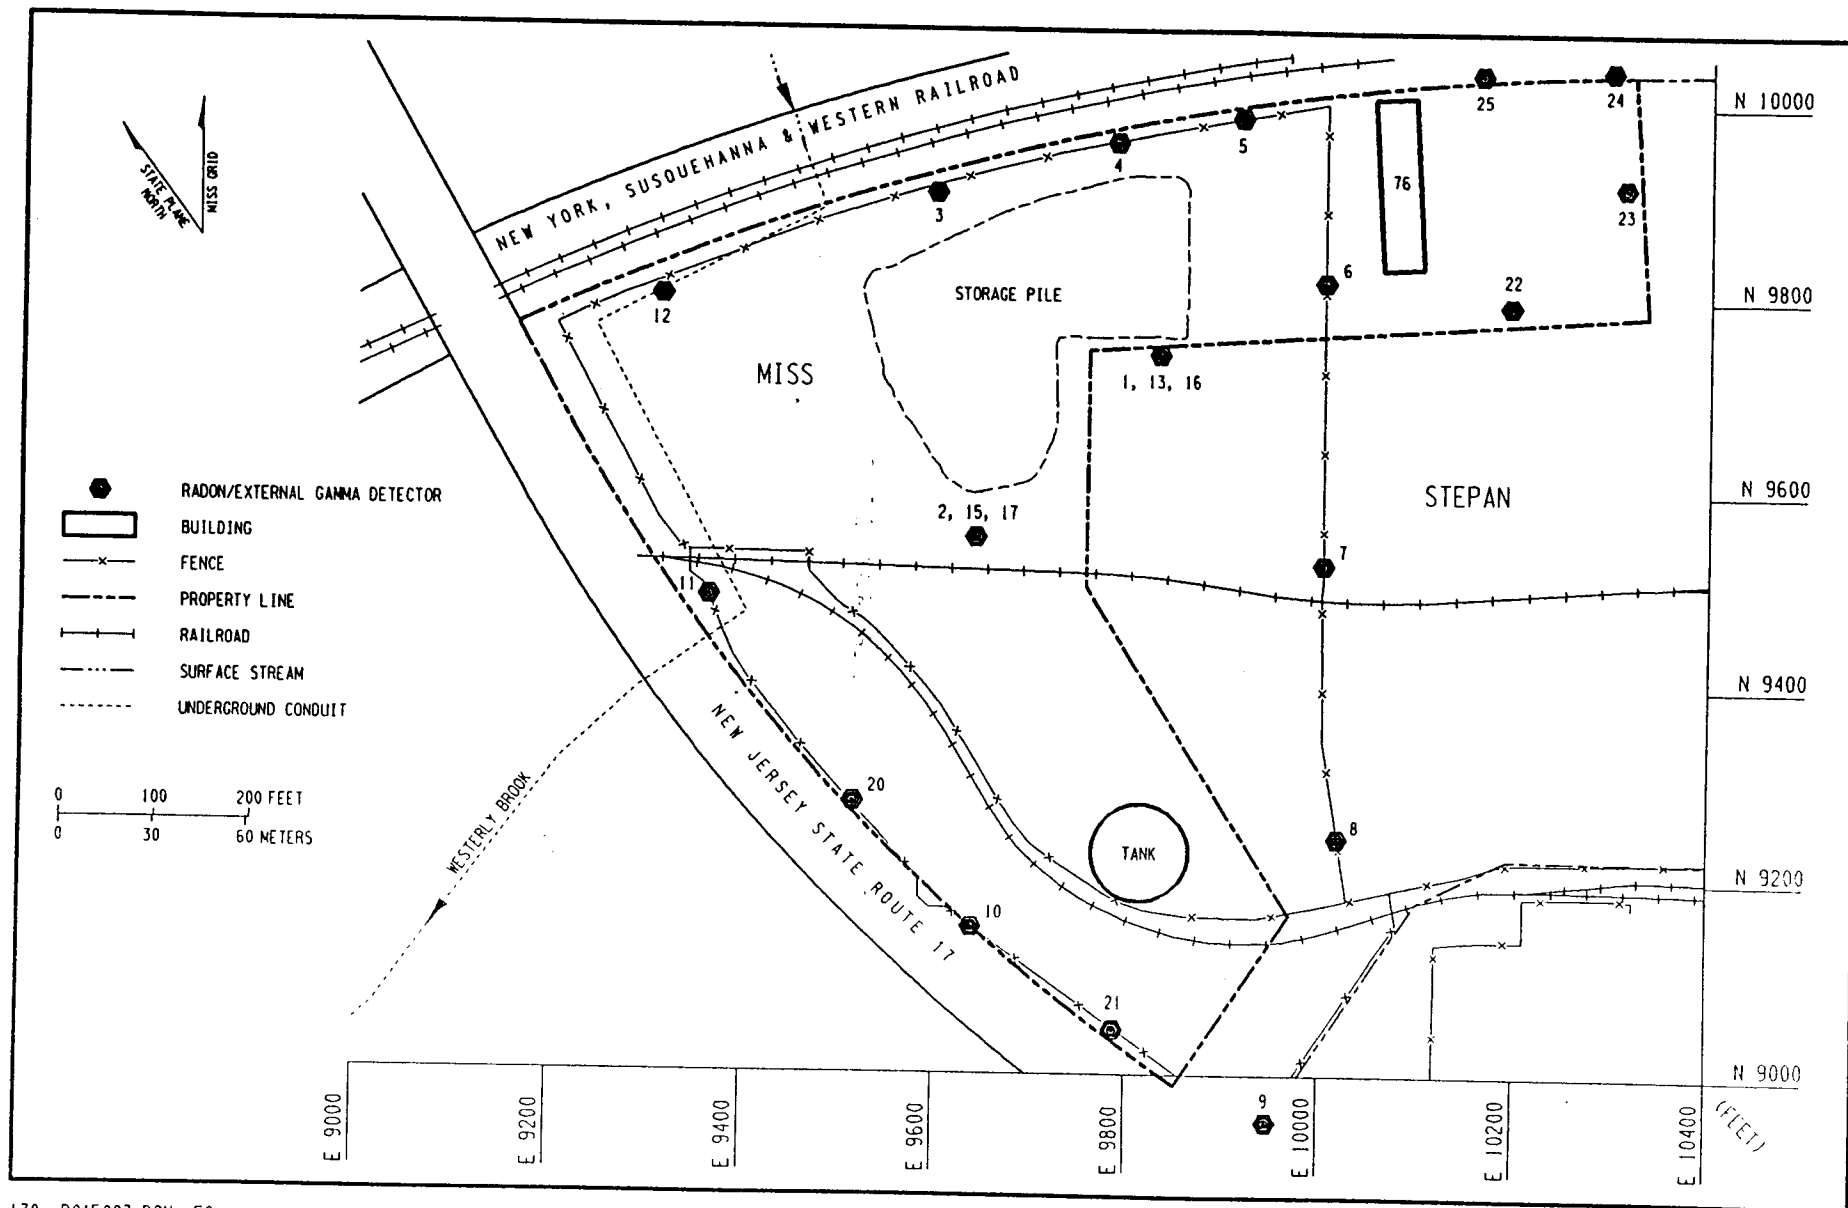 NEW YORK, SUSQUEHANNA & WESTERN RAILROAD
STATE PLANE
NORTH
MISS GRID
25
24
N 10000
5
4
76
3
23
6
22
N 9800
12
STORAGE PILE
MISS
1, 13, 16
RADON/EXTERNAL GAMMA DETECTOR
BUILDING
FENCE
PROPERTY LINE
RAILROAD
SURFACE STREAM
UNDERGROUND CONDUIT
2, 15, 17
STEPAN
N 9600
7
11
N 9400
NEW JERSEY STATE ROUTE 17
0 100 200 FEET
0 30 60 METERS
WESTERLY BROOK
20
8
TANK
N 9200
10
21
N 9000
9
(FEET)
E 9000
E 9200
E 9400
E 9600
E 9800
E 10000
E 10200
E 10400